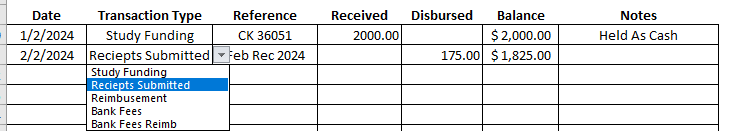 Date Transaction Type Reference Received Disbursed Balance Notes
1/2/2024 Study Funding CK 36051 2000.00 $ 2,000.00 Held As Cash
2/2/2024 Reciepts Submitted Feb Rec 2024 175.00 $ 1,825.00
Study Funding
Reciepts Submitted
Reimbusement
Bank Fees
Bank Fees Reimb